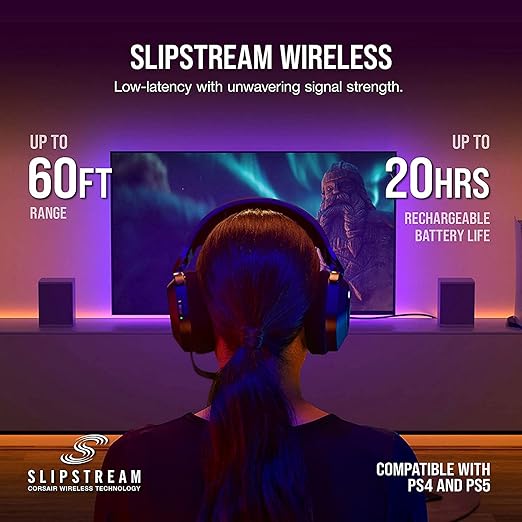 SLIPSTREAM WIRELESS
Low-latency with unwavering signal strength.
UP TO
60FT
RANGE
UP TO
20HRS
RECHARGEABLE
BATTERY LIFE
SLIPSTREAM
CORSAIR WIRELESS TECHNOLOGY
COMPATIBLE WITH
PS4 AND PS5